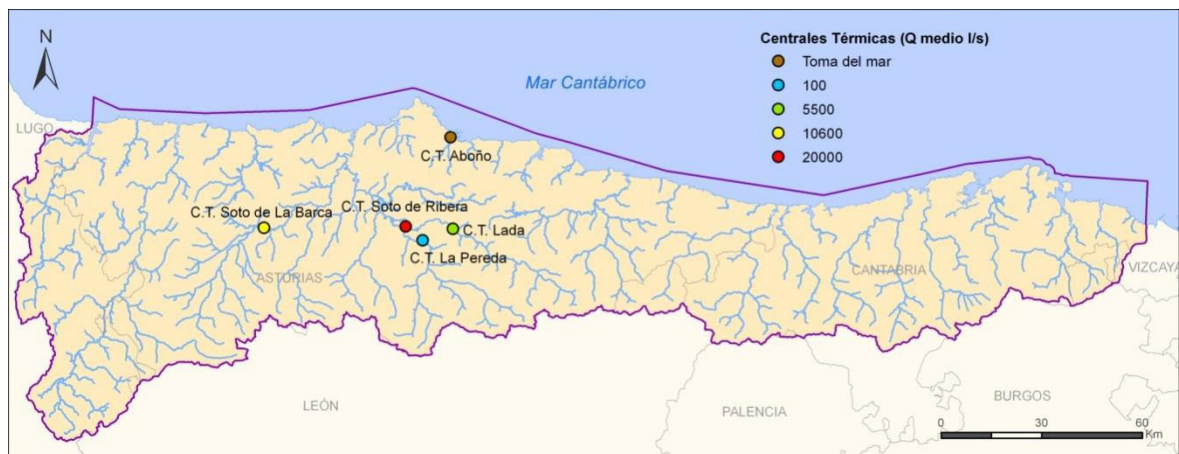 N
Centrales Térmicas (Q medio l/s)
Toma del mar
100
5500
10600
20000
Mar Cantábrico
LUGO
C.T. Aboño
C.T. Soto de La Barca
C.T. Soto de Ribera
C.T. Lada
C.T. La Pereda
ASTORIAS
CANTABRIA
VIZCAYA
LEÓN
PALENCIA
BURGOS
0 30 60
Km